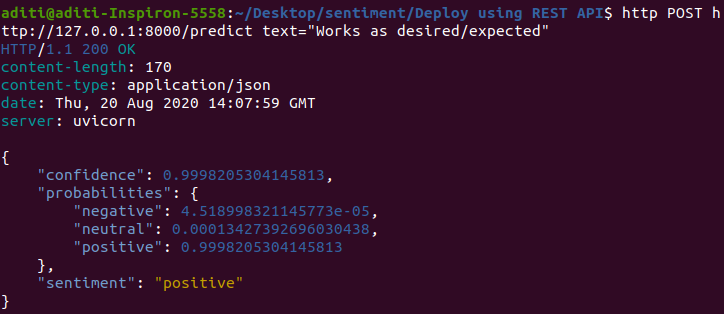 aditi@aditi-Inspiron-5558:~/Desktop/sentiment/Deploy using REST API$ http POST h
ttp://127.0.0.1:8000/predict text="Works as desired/expected"
HTTP/1.1 200 OK
content-length: 170
content-type: application/json
date: Thu, 20 Aug 2020 14:07:59 GMT
server: uvicorn

{
    "confidence": 0.9998205304145813,
    "probabilities": {
        "negative": 4.518998321145773e-05,
        "neutral": 0.00013427392696030438,
        "positive": 0.9998205304145813
    },
    "sentiment": "positive"
}